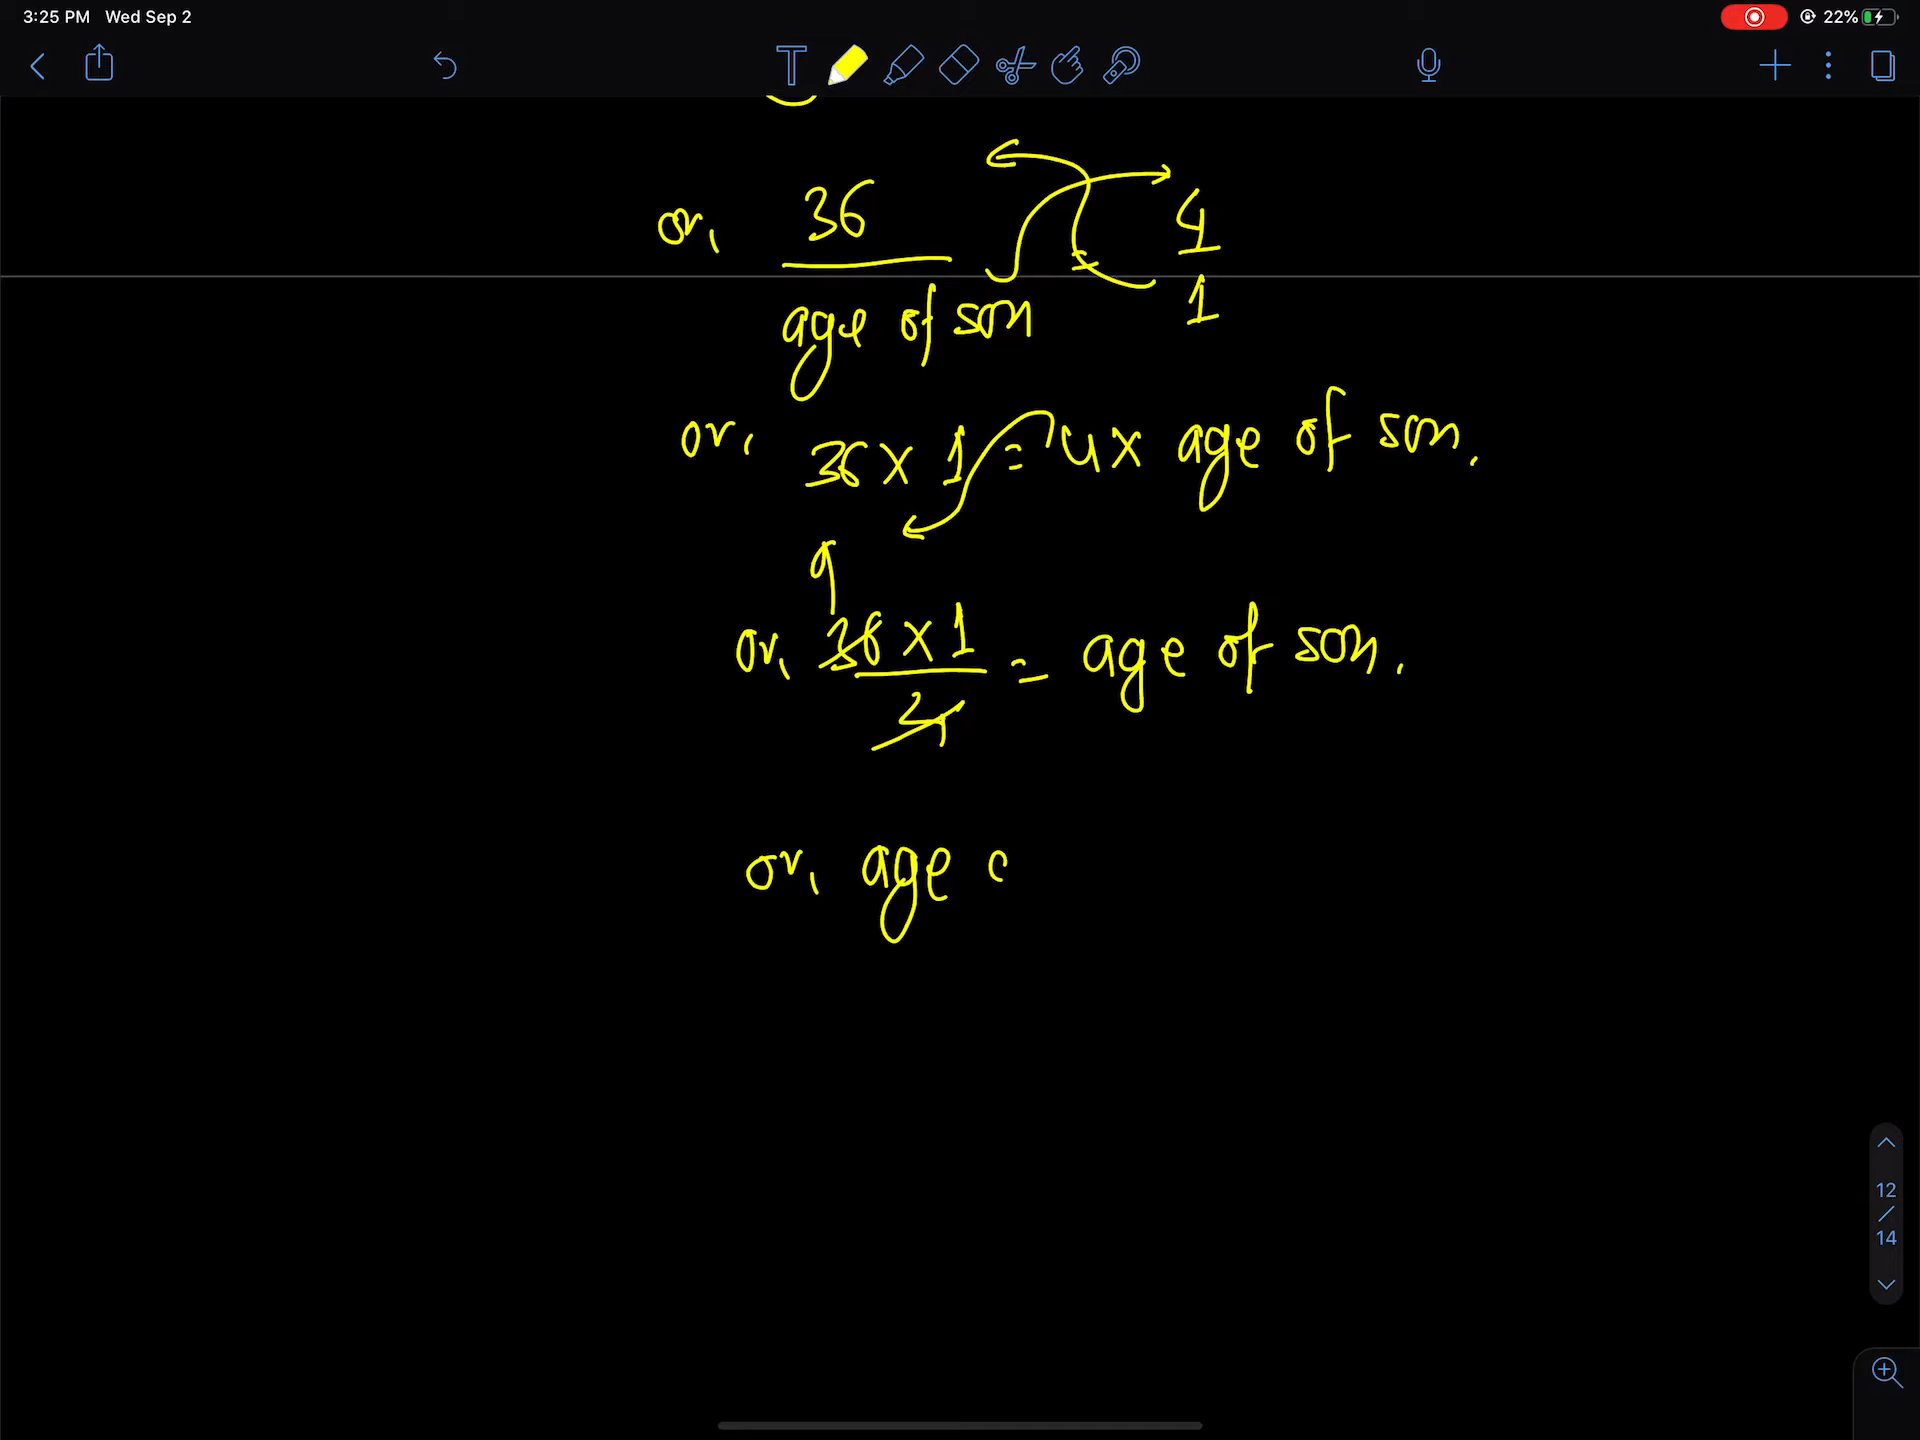 3:25 PM Wed Sep 2
22%
or, 36 / age of son = 4 / 1
or, 36 x 1 = 4 x age of son.
9
or, 36 x 1 / 4 = age of son.
or, age o
12
/
14